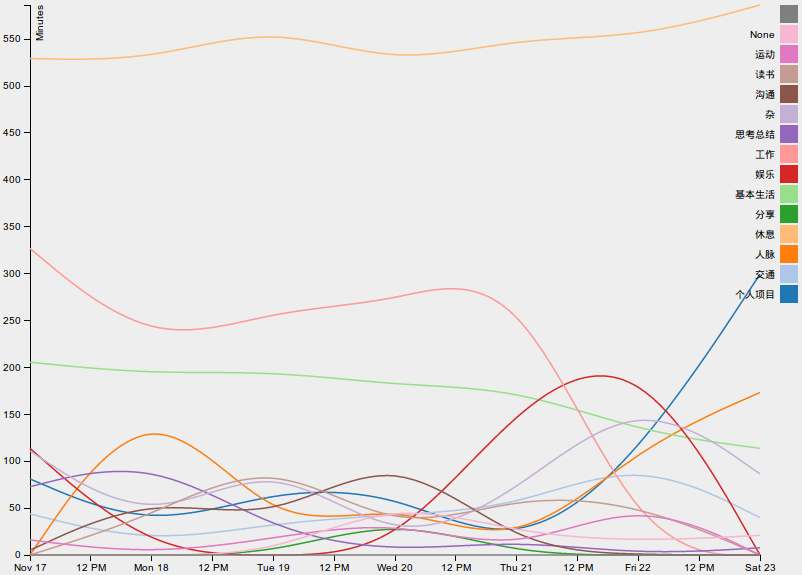 Minutes
550
500
450
400
350
300
250
200
150
100
50
0
Nov 17
12 PM
Mon 18
12 PM
Tue 19
12 PM
Wed 20
12 PM
Thu 21
12 PM
Fri 22
12 PM
Sat 23
None
运动
读书
沟通
杂
思考总结
工作
娱乐
基本生活
分享
休息
人脉
交通
个人项目